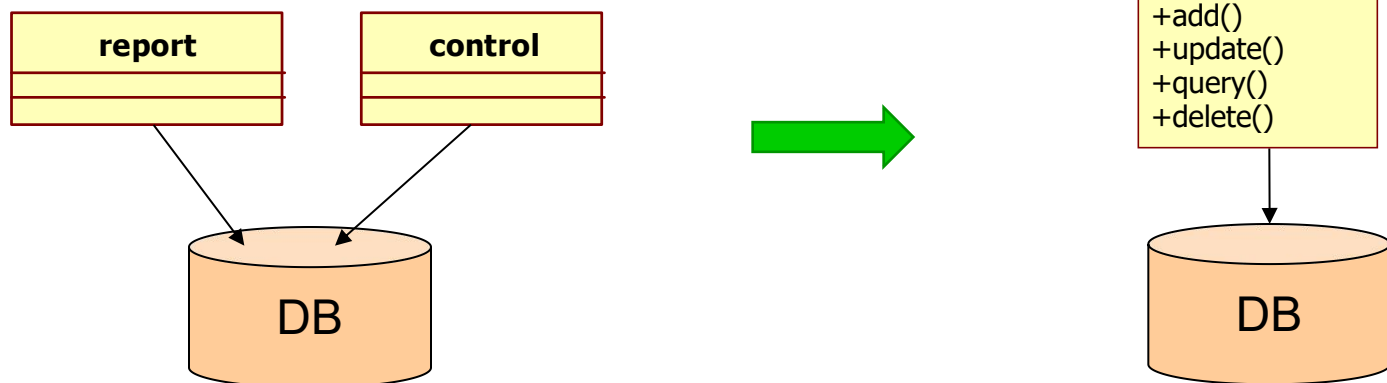 report
control
DB
+add()
+update()
+query()
+delete()
DB